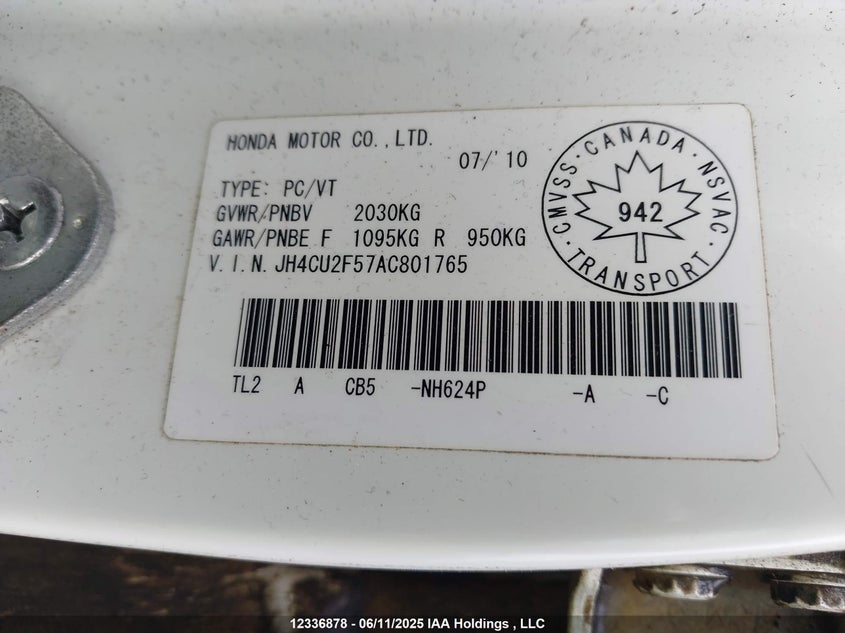 HONDA MOTOR CO.,LTD.
07/'10
TYPE: PC/VT
GVWR/PNBV 2030KG
GAWR/PNBE F 1095KG R 950KG
V.I.N. JH4CU2F57AC801765
CMVSS · CANADA · NSVAC · TRANSPORT ·
942
TL2 A CB5 -NH624P -A -C
12336878 - 06/11/2025 IAA Holdings , LLC